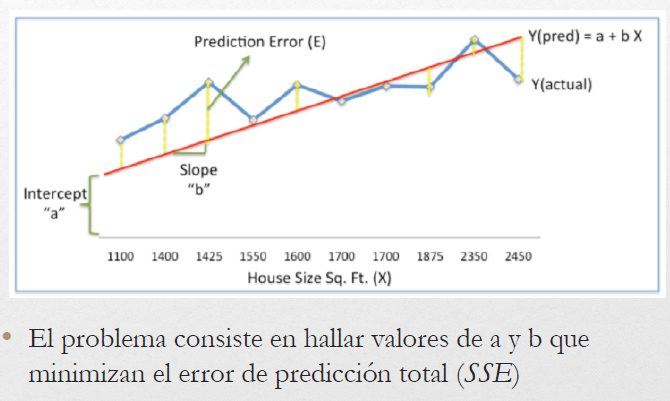 Prediction Error (E)
Y(pred) = a + b X
Y(actual)
Slope
"b"
Intercept
"a"
1100 1400 1425 1550 1600 1700 1700 1875 2350 2450
House Size Sq. Ft. (X)
• El problema consiste en hallar valores de a y b que
minimizan el error de predicción total (SSE)